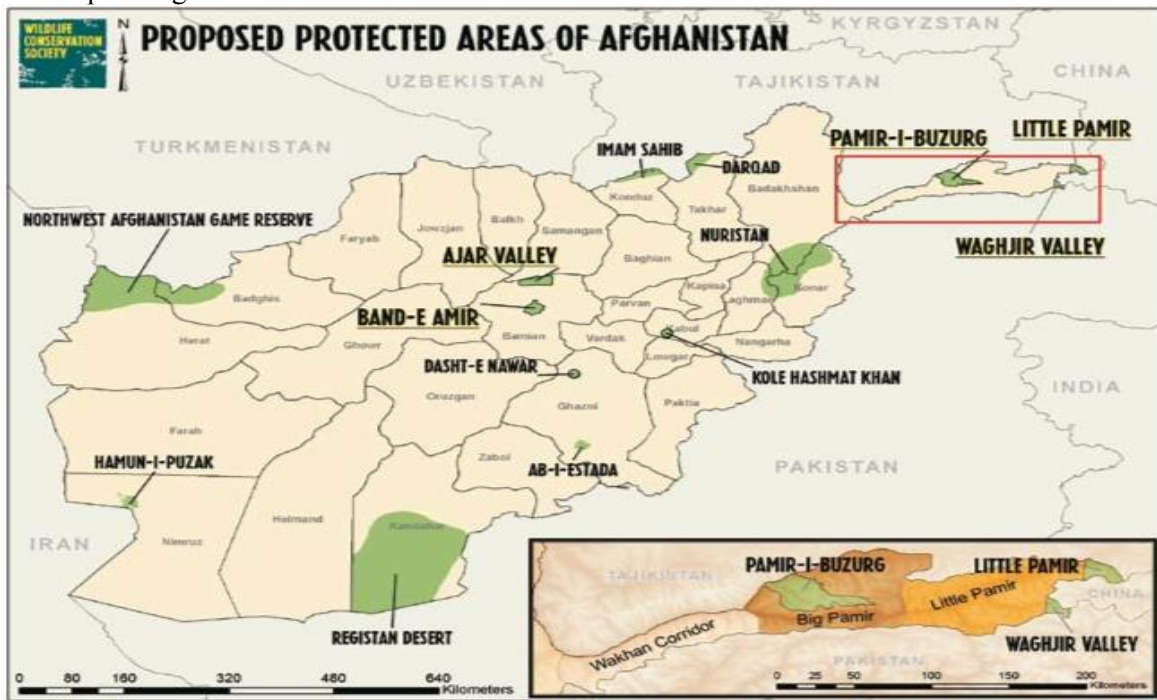 WILDLIFE
CONSERVATION
SOCIETY
N
PROPOSED PROTECTED AREAS OF AFGHANISTAN
KYRGYZSTAN
UZBEKISTAN
TAJIKISTAN
CHINA
TURKMENISTAN
PAMIR-I-BUZURG
LITTLE PAMIR
IMAM SAHIB
DARQAD
Badakhshan
Konduz
Takhar
NORTHWEST AFGHANISTAN GAME RESERVE
Jowzjan
Balkh
Samangan
Faryab
NURISTAN
WAGHJIR VALLEY
AJAR VALLEY
Baghlan
Kapisa
Konar
Laghman
Badghis
BAND-E AMIR
Parvan
Herat
Bamian
Vardak
Kabul
Nangarha
Ghowr
Lowgar
DASHT-E NAWAR
KOLE HASHMAT KHAN
INDIA
Oruzgan
Ghazni
Paktia
Farah
HAMUN-I-PUZAK
Zabol
AB-I-ESTADA
PAKISTAN
IRAN
Nimruz
Helmand
Kandahar
REGISTAN DESERT
0 80 160 320 480 640
Kilometers
PAMIR-I-BUZURG
LITTLE PAMIR
TAJIKISTAN
CHINA
Little Pamir
Big Pamir
Wakhan Corridor
WAGHJIR VALLEY
PAKISTAN
0 25 50 100 150 200
Kilometers